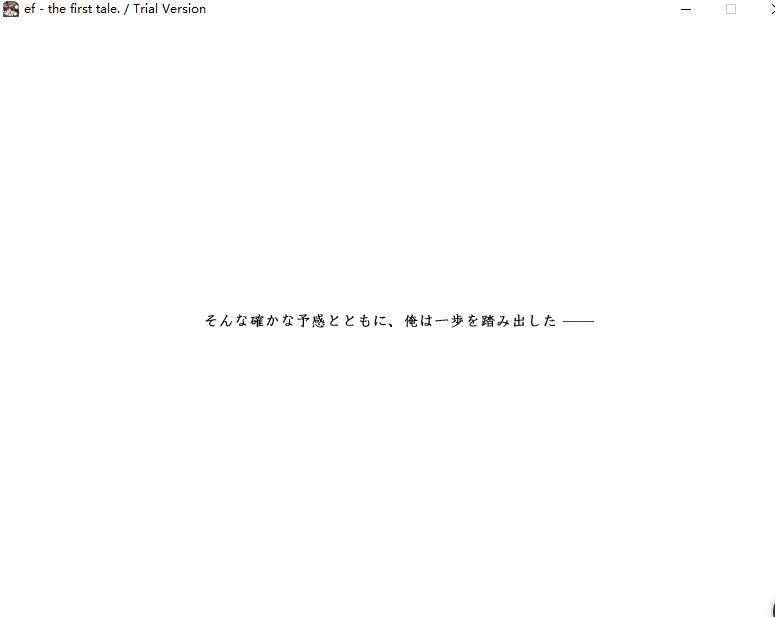 ef - the first tale. / Trial Version
そんな確かな予感とともに、俺は一歩を踏み出した ——